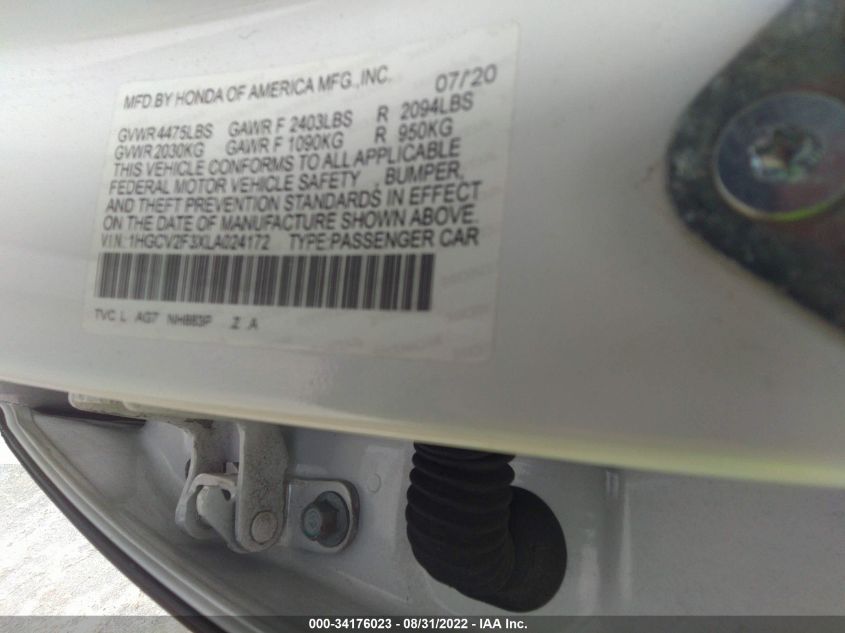 MFD.BY HONDA OF AMERICA MFG.,INC. 07/20
GVWR 4475LBS GAWR F 2403LBS R 2094LBS
GVWR 2030KG GAWR F 1090KG R 950KG
THIS VEHICLE CONFORMS TO ALL APPLICABLE
FEDERAL MOTOR VEHICLE SAFETY , BUMPER,
AND THEFT PREVENTION STANDARDS IN EFFECT
ON THE DATE OF MANUFACTURE SHOWN ABOVE.
V.I.N.: 1HGCV2F3XLA024172 TYPE:PASSENGER CAR
TVC L AG7 NH883P Z A
000-34176023 - 08/31/2022 - IAA Inc.